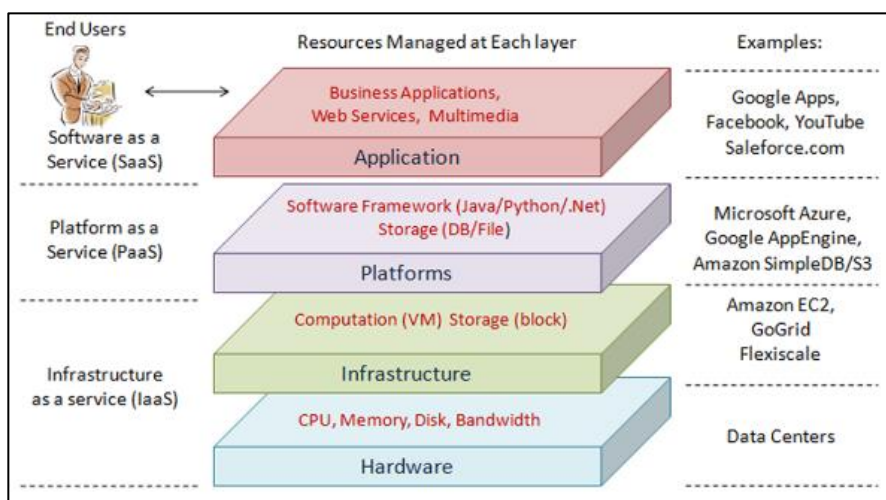 End Users
Resources Managed at Each layer
Examples:
Software as a
Service (SaaS)
Business Applications,
Web Services, Multimedia
Application
Google Apps,
Facebook, YouTube
Saleforce.com
Platform as a
Service (PaaS)
Software Framework (Java/Python/.Net)
Storage (DB/File)
Platforms
Microsoft Azure,
Google AppEngine,
Amazon SimpleDB/S3
Infrastructure
as a service (IaaS)
Computation (VM) Storage (block)
Infrastructure
Amazon EC2,
GoGrid
Flexiscale
CPU, Memory, Disk, Bandwidth
Hardware
Data Centers